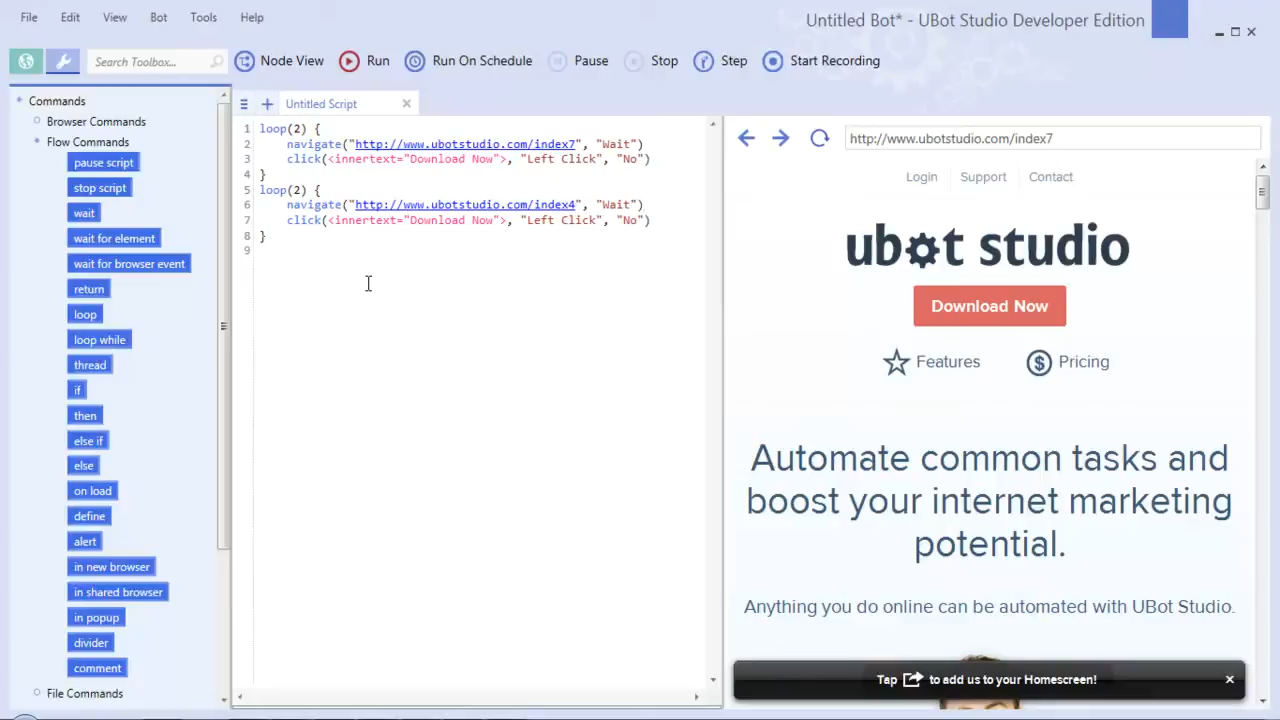 File Edit View Bot Tools Help
Untitled Bot* - UBot Studio Developer Edition
Search Toolbox...
Node View Run Run On Schedule Pause Stop Step Start Recording
Commands
Browser Commands
Flow Commands
pause script
stop script
wait
wait for element
wait for browser event
return
loop
loop while
thread
if
then
else if
else
on load
define
alert
in new browser
in shared browser
in popup
divider
comment
File Commands
Untitled Script
1 loop(2) {
2 navigate("http://www.ubotstudio.com/index7", "Wait")
3 click(<innertext="Download Now">, "Left Click", "No")
4 }
5 loop(2) {
6 navigate("http://www.ubotstudio.com/index4", "Wait")
7 click(<innertext="Download Now">, "Left Click", "No")
8 }
9
http://www.ubotstudio.com/index7
Login Support Contact
ubot studio
Download Now
Features Pricing
Automate common tasks and
boost your internet marketing
potential.
Anything you do online can be automated with UBot Studio.
Tap to add us to your Homescreen!